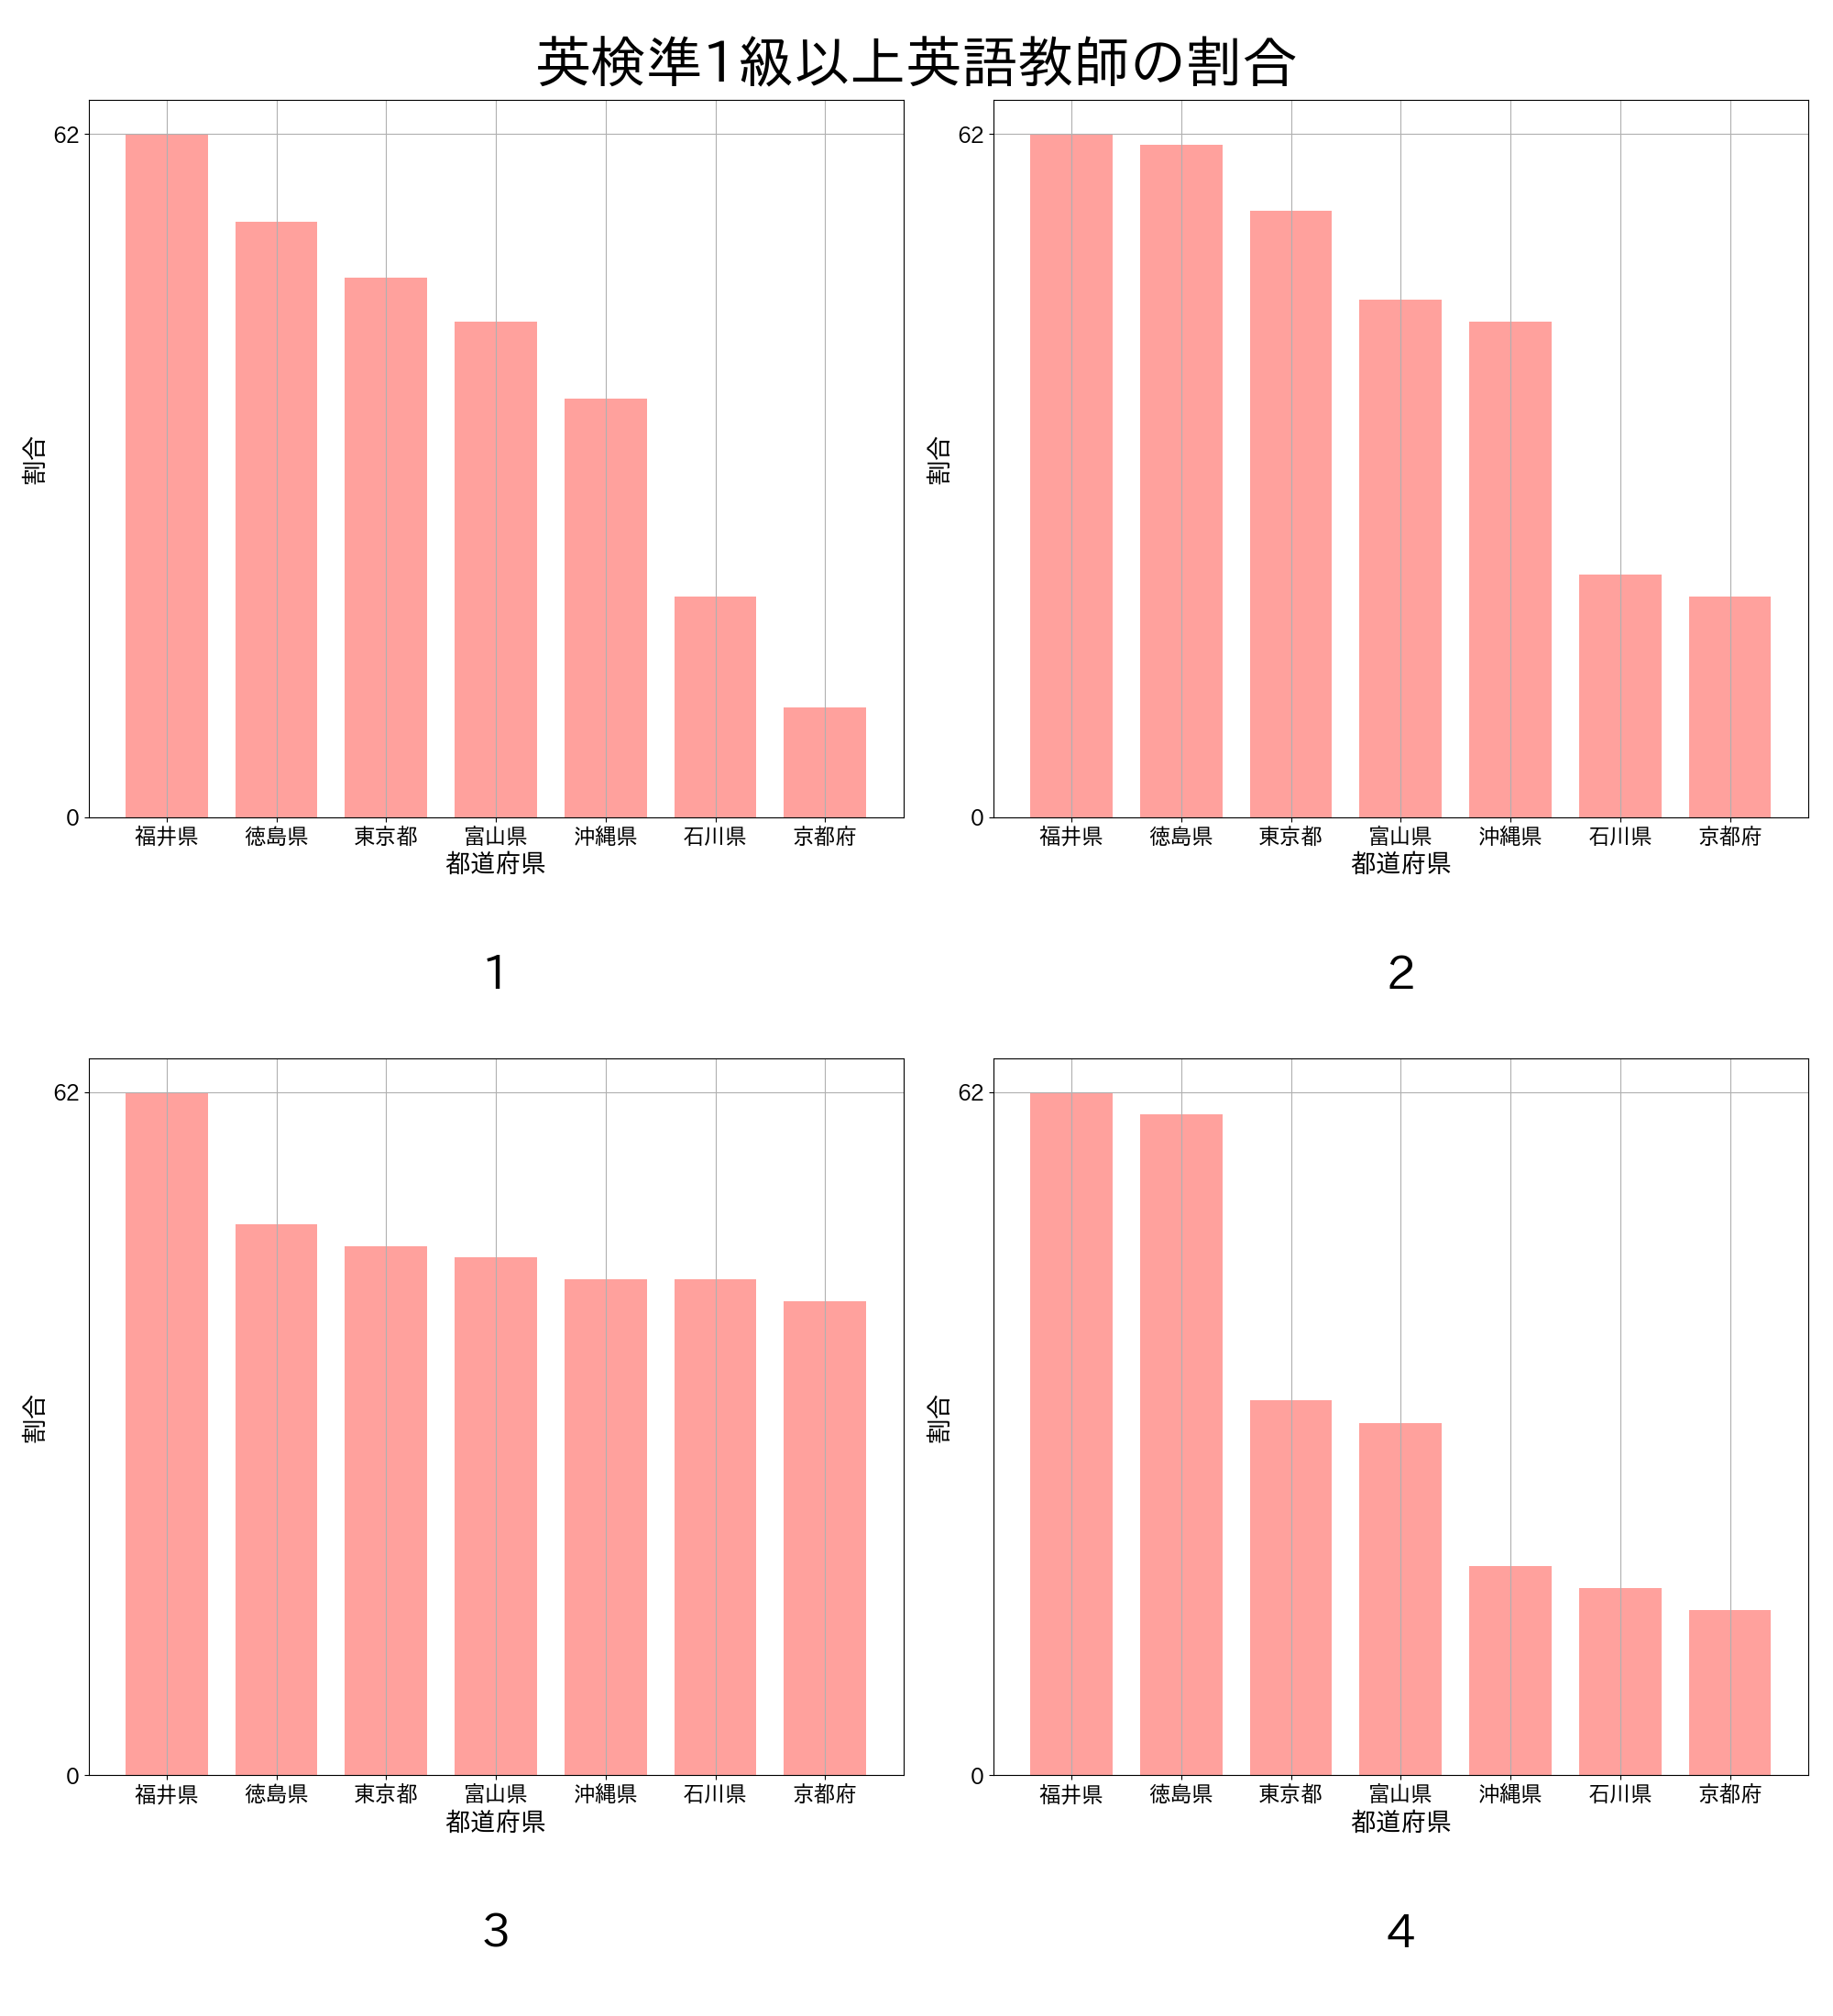 英検準1級以上英語教師の割合
62
0
割合
福井県 徳島県 東京都 富山県 沖縄県 石川県 京都府
都道府県
1
62
0
割合
福井県 徳島県 東京都 富山県 沖縄県 石川県 京都府
都道府県
2
62
0
割合
福井県 徳島県 東京都 富山県 沖縄県 石川県 京都府
都道府県
3
62
0
割合
福井県 徳島県 東京都 富山県 沖縄県 石川県 京都府
都道府県
4